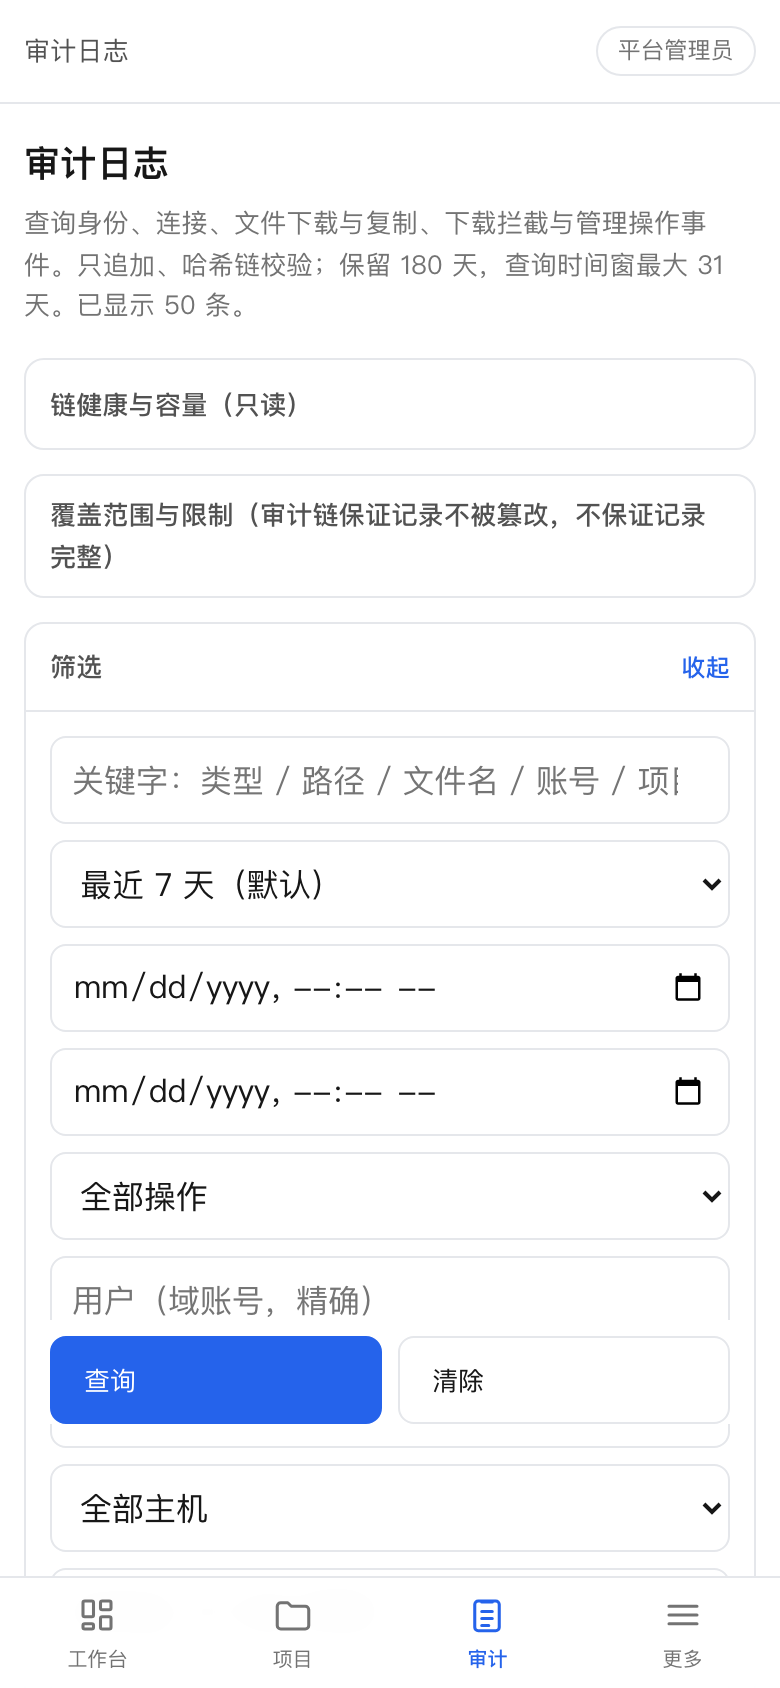 审计日志
平台管理员
审计日志
查询身份、连接、文件下载与复制、下载拦截与管理操作事
件。只追加、哈希链校验；保留 180 天，查询时间窗最大 31
天。已显示 50 条。
链健康与容量（只读）
覆盖范围与限制（审计链保证记录不被篡改，不保证记录
完整）
筛选
收起
关键字：类型 / 路径 / 文件名 / 账号 / 项
最近 7 天（默认）
mm/dd/yyyy, --:-- --
mm/dd/yyyy, --:-- --
全部操作
用户（域账号，精确）
查询
清除
全部主机
工作台
项目
审计
更多